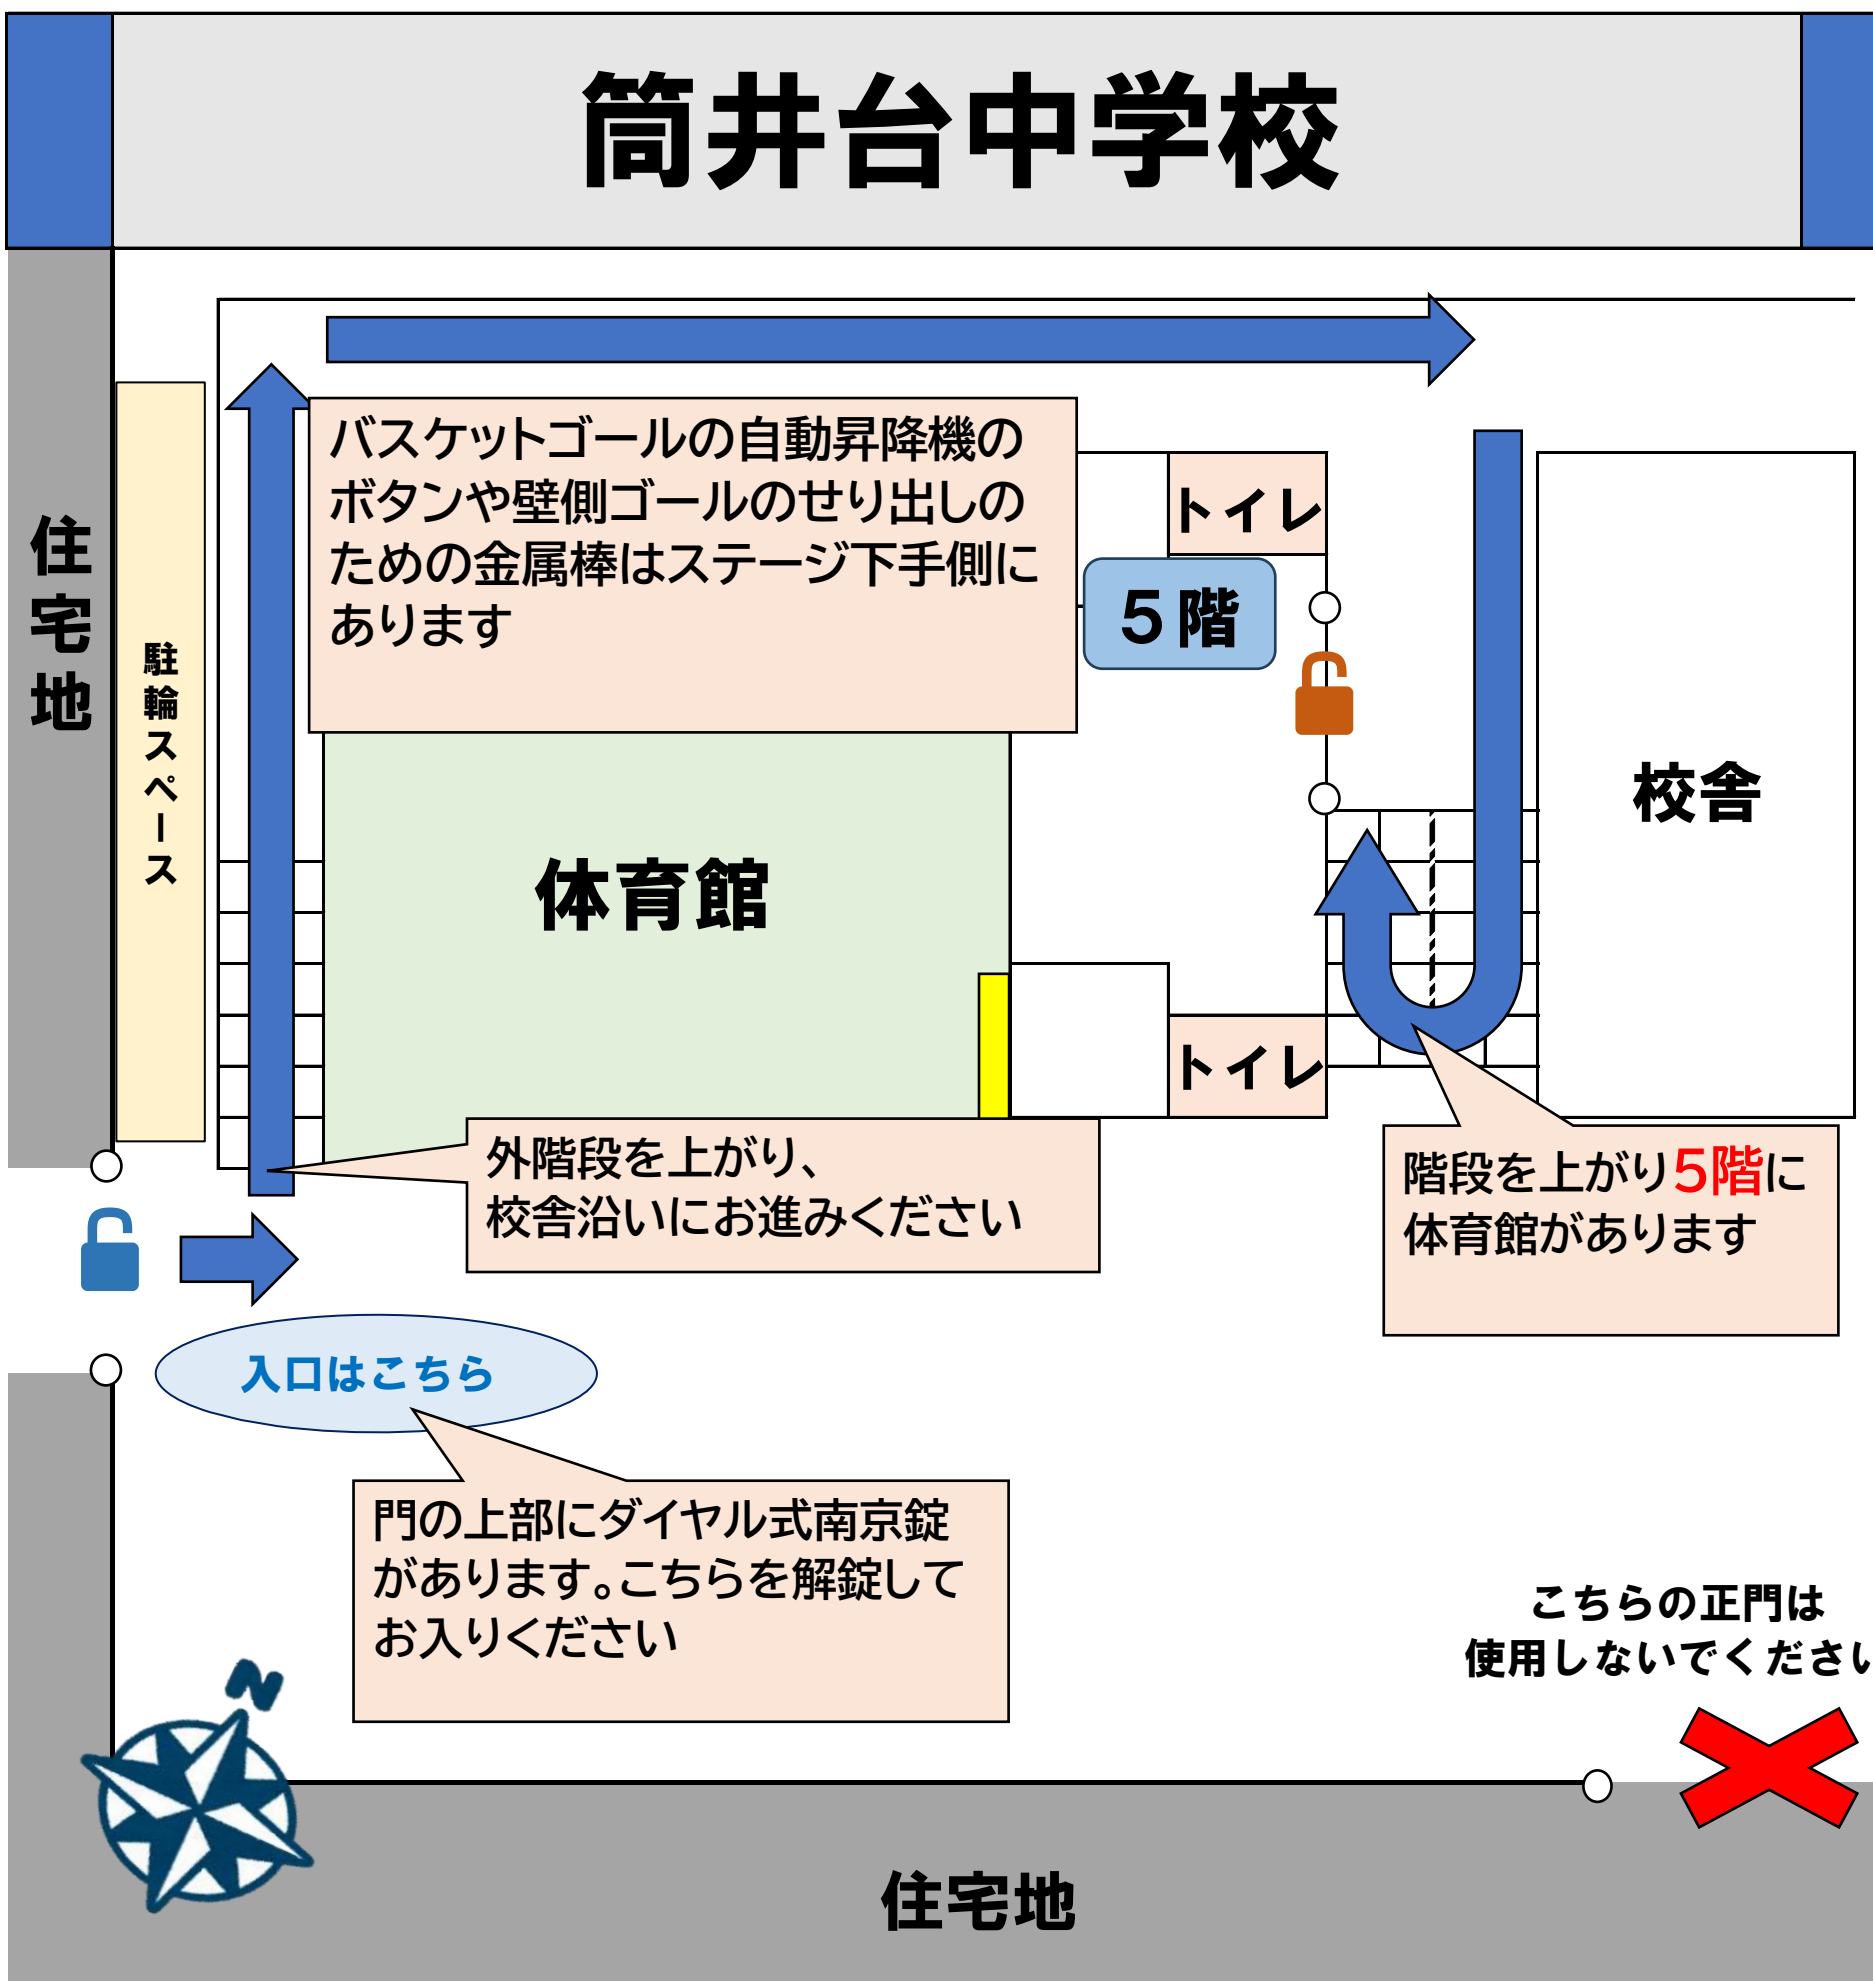 筒井台中学校
住宅地
駐輪スペース
バスケットゴールの自動昇降機の
ボタンや壁側ゴールのせり出しの
ための金属棒はステージ下手側に
あります
トイレ
5階
校舎
体育館
トイレ
外階段を上がり、
校舎沿いにお進みください
階段を上がり5階に
体育館があります
入口はこちら
門の上部にダイヤル式南京錠
があります。こちらを解錠して
お入りください
こちらの正門は
使用しないでください
N
住宅地